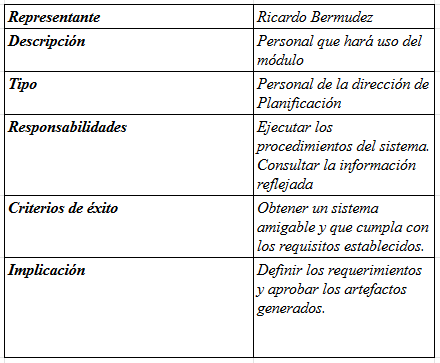 Representante
Ricardo Bermudez
Descripción
Personal que hará uso del
módulo
Tipo
Personal de la dirección de
Planificación
Responsabilidades
Ejecutar los
procedimientos del sistema.
Consultar la información
reflejada
Criterios de éxito
Obtener un sistema
amigable y que cumpla con
los requisitos establecidos.
Implicación
Definir los requerimientos
y aprobar los artefactos
generados.